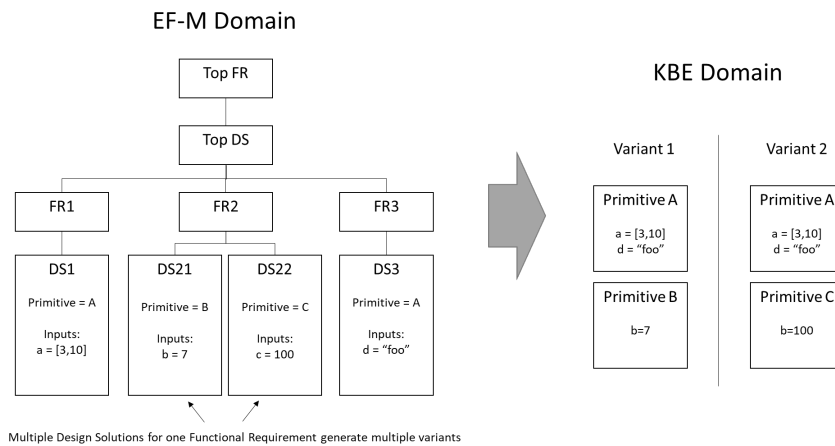 EF-M Domain
Top FR
Top DS
FR1
FR2
FR3
DS1
Primitive = A
Inputs:
a = [3,10]
DS21
Primitive = B
Inputs:
b = 7
DS22
Primitive = C
Inputs:
c = 100
DS3
Primitive = A
Inputs:
d = “foo”
Multiple Design Solutions for one Functional Requirement generate multiple variants
KBE Domain
Variant 1
Primitive A
a = [3,10]
d = “foo”
Primitive B
b=7
Variant 2
Primitive A
a = [3,10]
d = “foo”
Primitive C
b=100